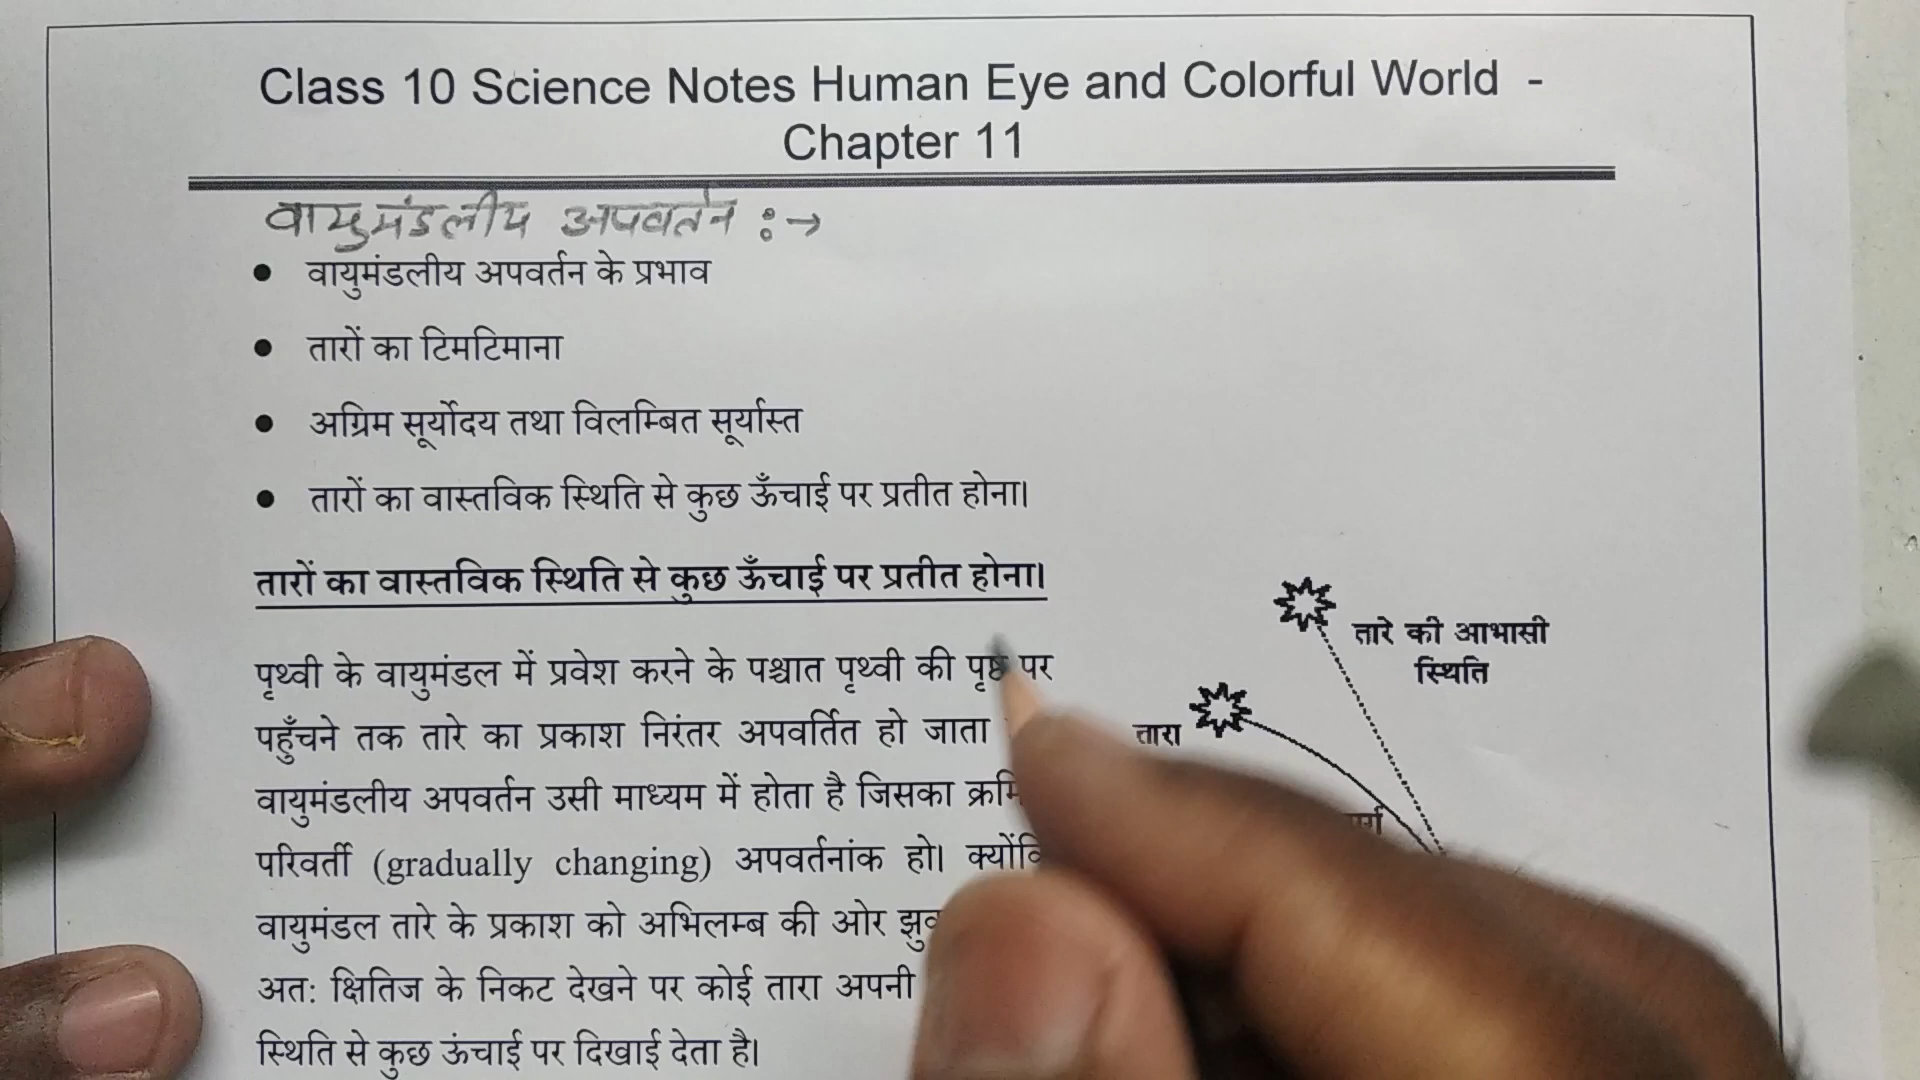 Class 10 Science Notes Human Eye and Colorful World -
Chapter 11
वायुमंडलीय अपवर्तन :→
• वायुमंडलीय अपवर्तन के प्रभाव
• तारों का टिमटिमाना
• अग्रिम सूर्योदय तथा विलम्बित सूर्यास्त
• तारों का वास्तविक स्थिति से कुछ ऊँचाई पर प्रतीत होना।
तारों का वास्तविक स्थिति से कुछ ऊँचाई पर प्रतीत होना।
पृथ्वी के वायुमंडल में प्रवेश करने के पश्चात पृथ्वी की पृष्ठ पर
पहुँचने तक तारे का प्रकाश निरंतर अपवर्तित हो जाता
वायुमंडलीय अपवर्तन उसी माध्यम में होता है जिसका
परिवर्ती (gradually changing) अपवर्तनांक हो।
वायुमंडल तारे के प्रकाश को अभिलम्ब की ओर
अत: क्षितिज के निकट देखने पर कोई तारा अपनी
स्थिति से कुछ ऊंचाई पर दिखाई देता है।
तारे की आभासी
स्थिति
तारा